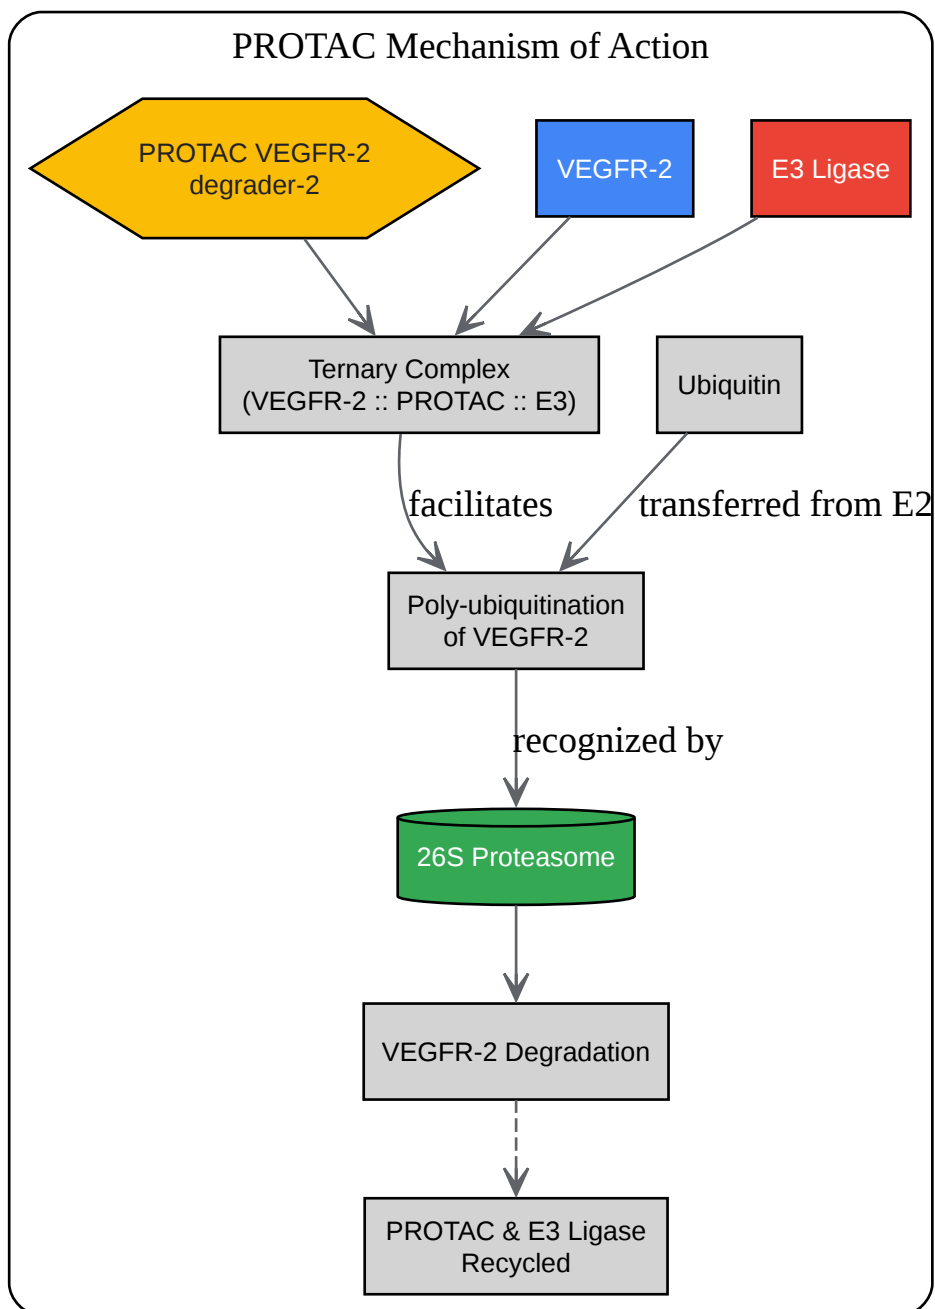 PROTAC Mechanism of Action
PROTAC VEGFR-2
degrader-2
VEGFR-2
E3 Ligase
Ternary Complex
(VEGFR-2 :: PROTAC :: E3)
Ubiquitin
facilitates
transferred from E2
Poly-ubiquitination
of VEGFR-2
recognized by
26S Proteasome
VEGFR-2 Degradation
PROTAC & E3 Ligase
Recycled